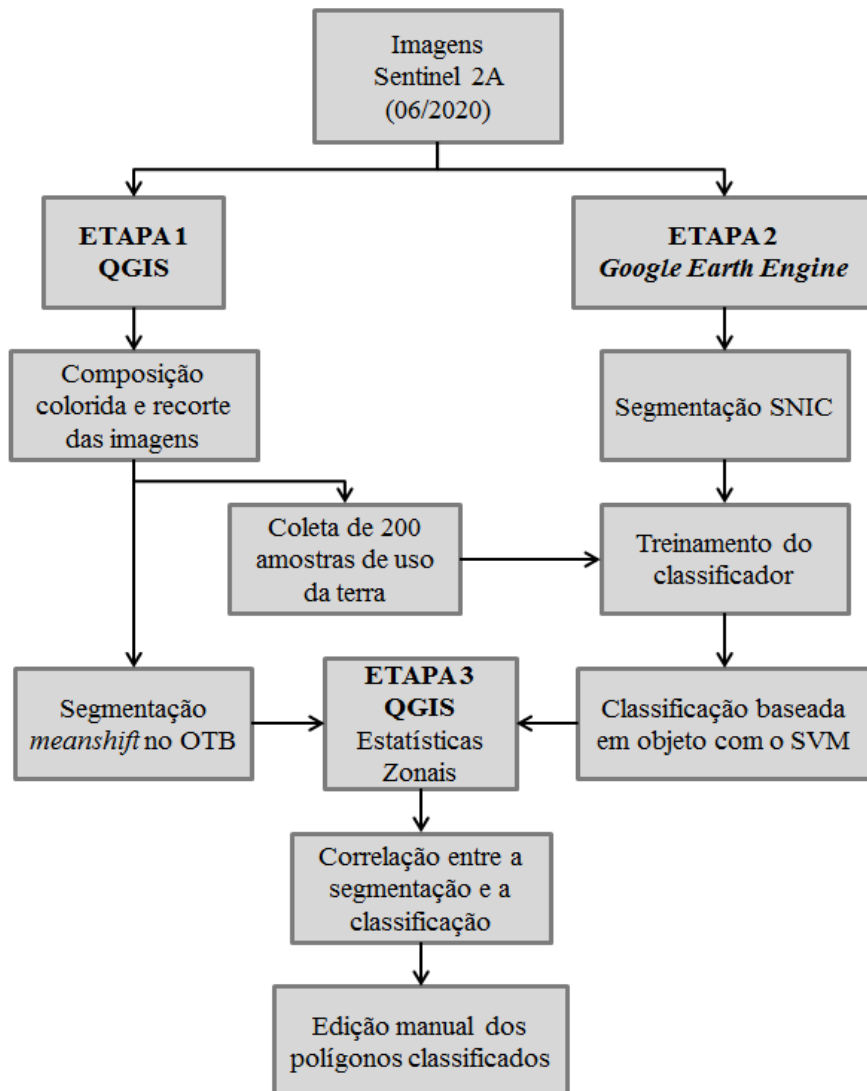 Imagens
Sentinel 2A
(06/2020)
ETAPA 1
QGIS
ETAPA 2
Google Earth Engine
Composição
colorida e recorte
das imagens
Segmentação SNIC
Coleta de 200
amostras de uso
da terra
Treinamento do
classificador
Segmentação
meanshift no OTB
ETAPA 3
QGIS
Estatísticas
Zonais
Classificação baseada
em objeto com o SVM
Correlação entre a
segmentação e a
classificação
Edição manual dos
polígonos classificados